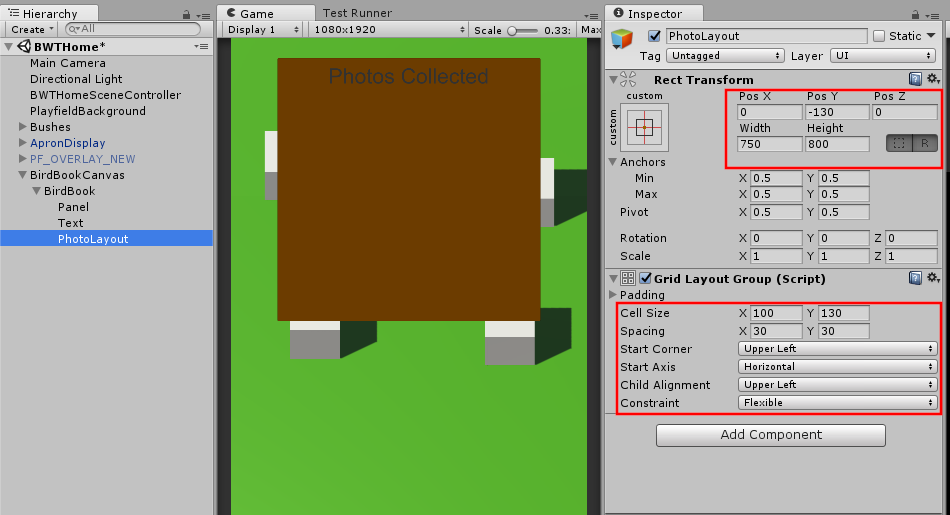 Hierarchy
Create
All
BWTHome*
Main Camera
Directional Light
BWTHomeSceneController
PlayfieldBackground
Bushes
ApronDisplay
PF_OVERLAY_NEW
BirdBookCanvas
BirdBook
Panel
Text
PhotoLayout
Game Test Runner
Display 1 1080x1920 Scale 0.33: Max
Photos Collected
Inspector
PhotoLayout Static
Tag Untagged Layer UI
Rect Transform
custom Pos X Pos Y Pos Z
custom
0 -130 0
Width Height
750 800 R
Anchors
Min X 0.5 Y 0.5
Max X 0.5 Y 0.5
Pivot X 0.5 Y 0.5
Rotation X 0 Y 0 Z 0
Scale X 1 Y 1 Z 1
Grid Layout Group (Script)
Padding
Cell Size X 100 Y 130
Spacing X 30 Y 30
Start Corner Upper Left
Start Axis Horizontal
Child Alignment Upper Left
Constraint Flexible
Add Component